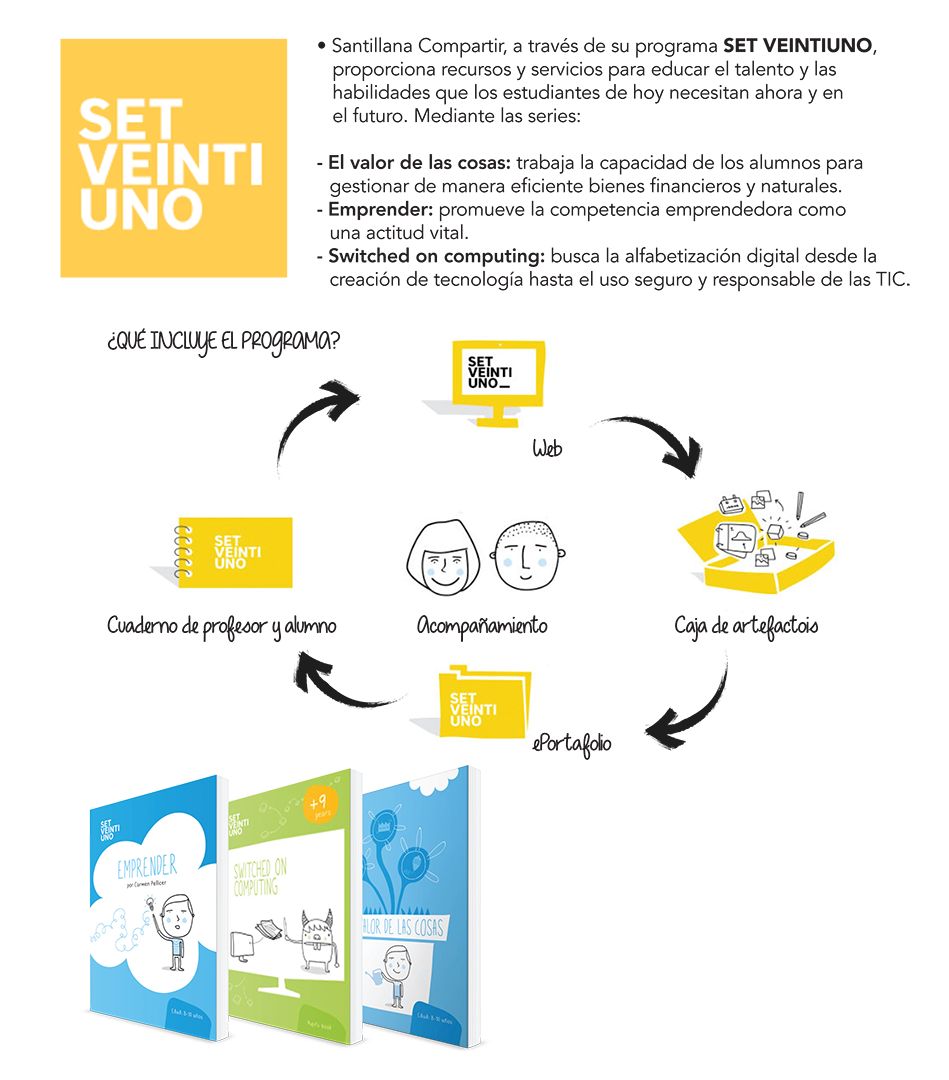 SET
VEINTI
UNO
• Santillana Compartir, a través de su programa SET VEINTIUNO,
proporciona recursos y servicios para educar el talento y las
habilidades que los estudiantes de hoy necesitan ahora y en
el futuro. Mediante las series:
- El valor de las cosas: trabaja la capacidad de los alumnos para
gestionar de manera eficiente bienes financieros y naturales.
- Emprender: promueve la competencia emprendedora como
una actitud vital.
- Switched on computing: busca la alfabetización digital desde la
creación de tecnología hasta el uso seguro y responsable de las TIC.
¿QUÉ INCLUYE EL PROGRAMA?
SET
VEINTI
UNO_
Web
SET
VEINTI
UNO
Cuaderno de profesor y alumno
Acompañamiento
Caja de artefactois
SET
VEINTI
UNO
ePortafolio
SET
VEINTI
UNO
EMPRENDER
por Carmen Pellicer
SET
VEINTI
UNO
+9
years
SWITCHED ON
COMPUTING
Pupil's book
ALOR DE LAS COSAS